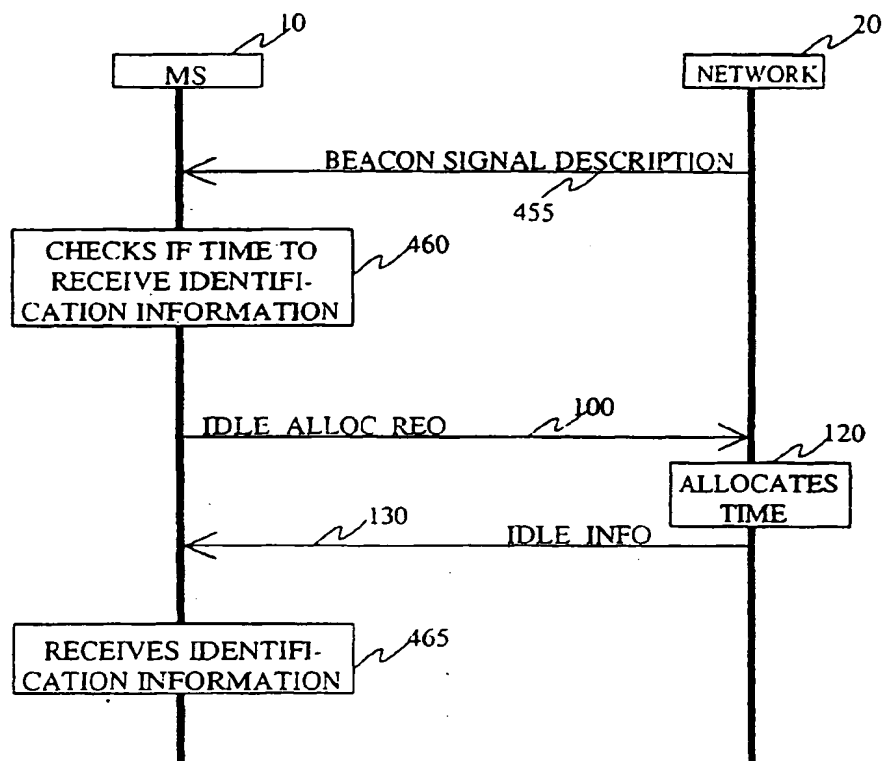 10
20
MS
NETWORK
BEACON SIGNAL DESCRIPTION
455
CHECKS IF TIME TO
RECEIVE IDENTIFI-
CATION INFORMATION
460
IDLE_ALLOC_REQ
100
120
ALLOCATES
TIME
130
IDLE_INFO
RECEIVES IDENTIFI-
CATION INFORMATION
465